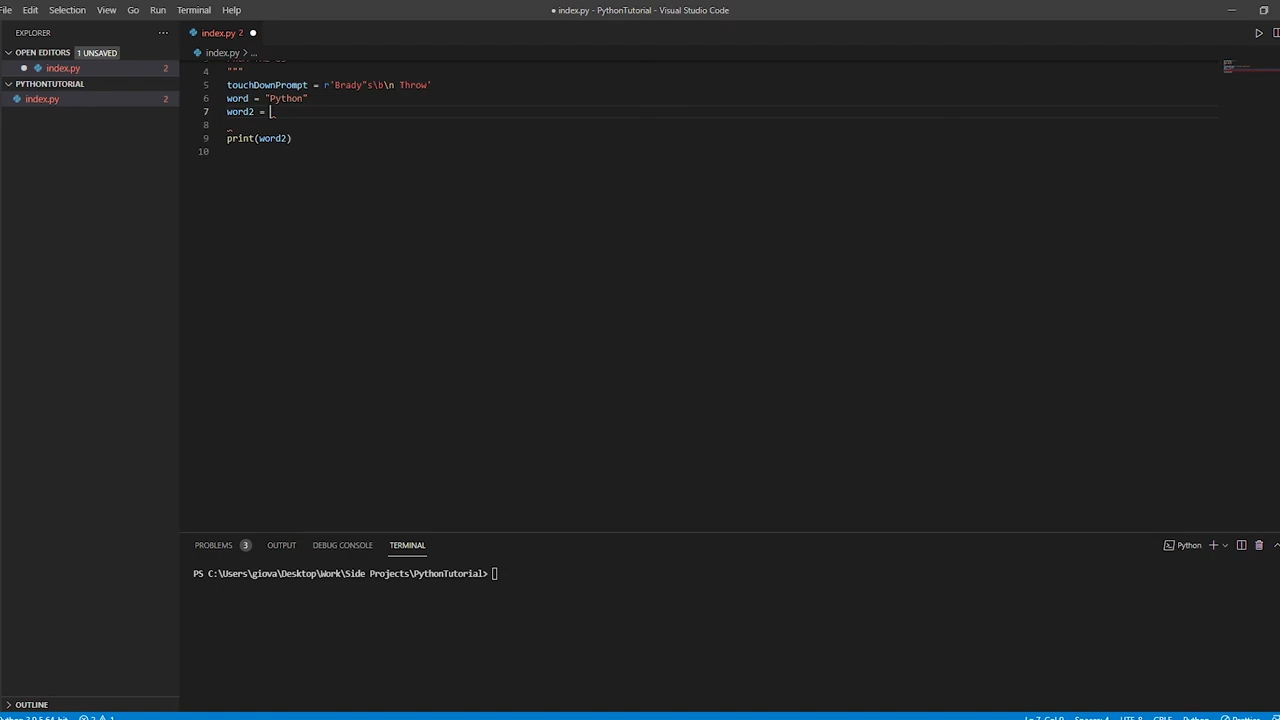 File Edit Selection View Go Run Terminal Help
index.py - PythonTutorial - Visual Studio Code
EXPLORER
index.py 2
OPEN EDITORS 1 UNSAVED
index.py > ...
index.py 2
PYTHONTUTORIAL
index.py 2
4 """
5 touchDownPrompt = r'Brady"s\b\n Throw'
6 word = "Python"
7 word2 =
8
9 print(word2)
10
PROBLEMS 3 OUTPUT DEBUG CONSOLE TERMINAL
Python
PS C:\Users\giova\Desktop\Work\Side Projects\PythonTutorial>
OUTLINE